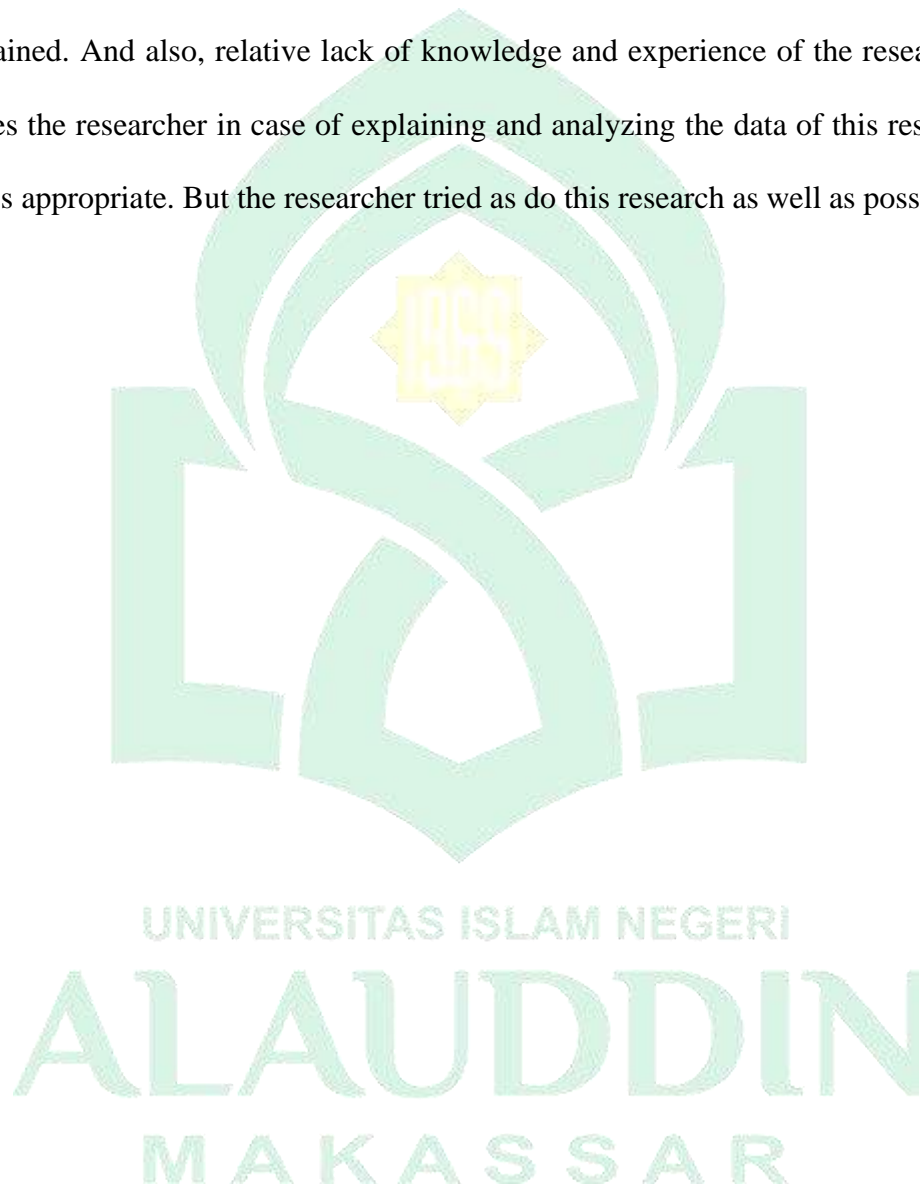 ained. And also, relative lack of knowledge and experience of the resea
es the researcher in case of explaining and analyzing the data of this res
s appropriate. But the researcher tried as do this research as well as poss
1965
UNIVERSITAS ISLAM NEGERI
ALAUDDIN
MAKASSAR